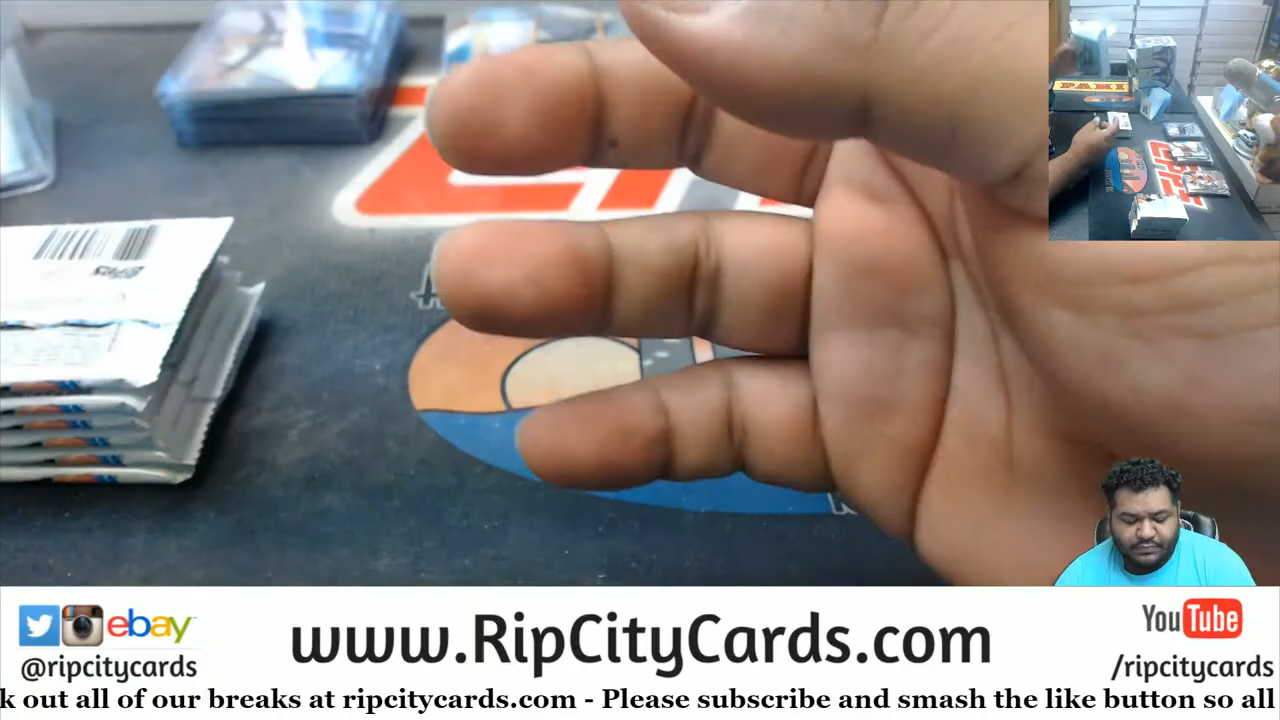 PANINI
ebay
@ripcitycards
www.RipCityCards.com
YouTube
/ripcitycards
k out all of our breaks at ripcitycards.com - Please subscribe and smash the like button so all